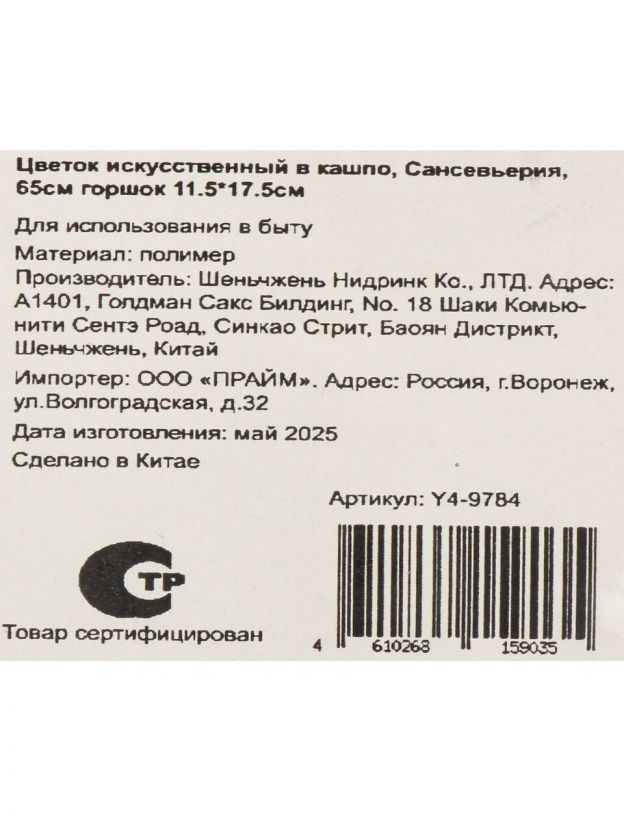 Цветок искусственный в кашпо, Сансевьерия,
65см горшок 11.5*17.5см
Для использования в быту
Материал: полимер
Производитель: Шеньчжень Нидринк Ко., ЛТД. Адрес:
А1401, Голдман Сакс Билдинг, No. 18 Шаки Комью-
нити Сентэ Роад, Синкао Стрит, Баоян Дистрикт,
Шеньчжень, Китай
Импортер: ООО «ПРАЙМ». Адрес: Россия, г.Воронеж,
ул.Волгоградская, д.32
Дата изготовления: май 2025
Сделано в Китае
Артикул: Y4-9784
СТР
Товар сертифицирован
4 610268 159035